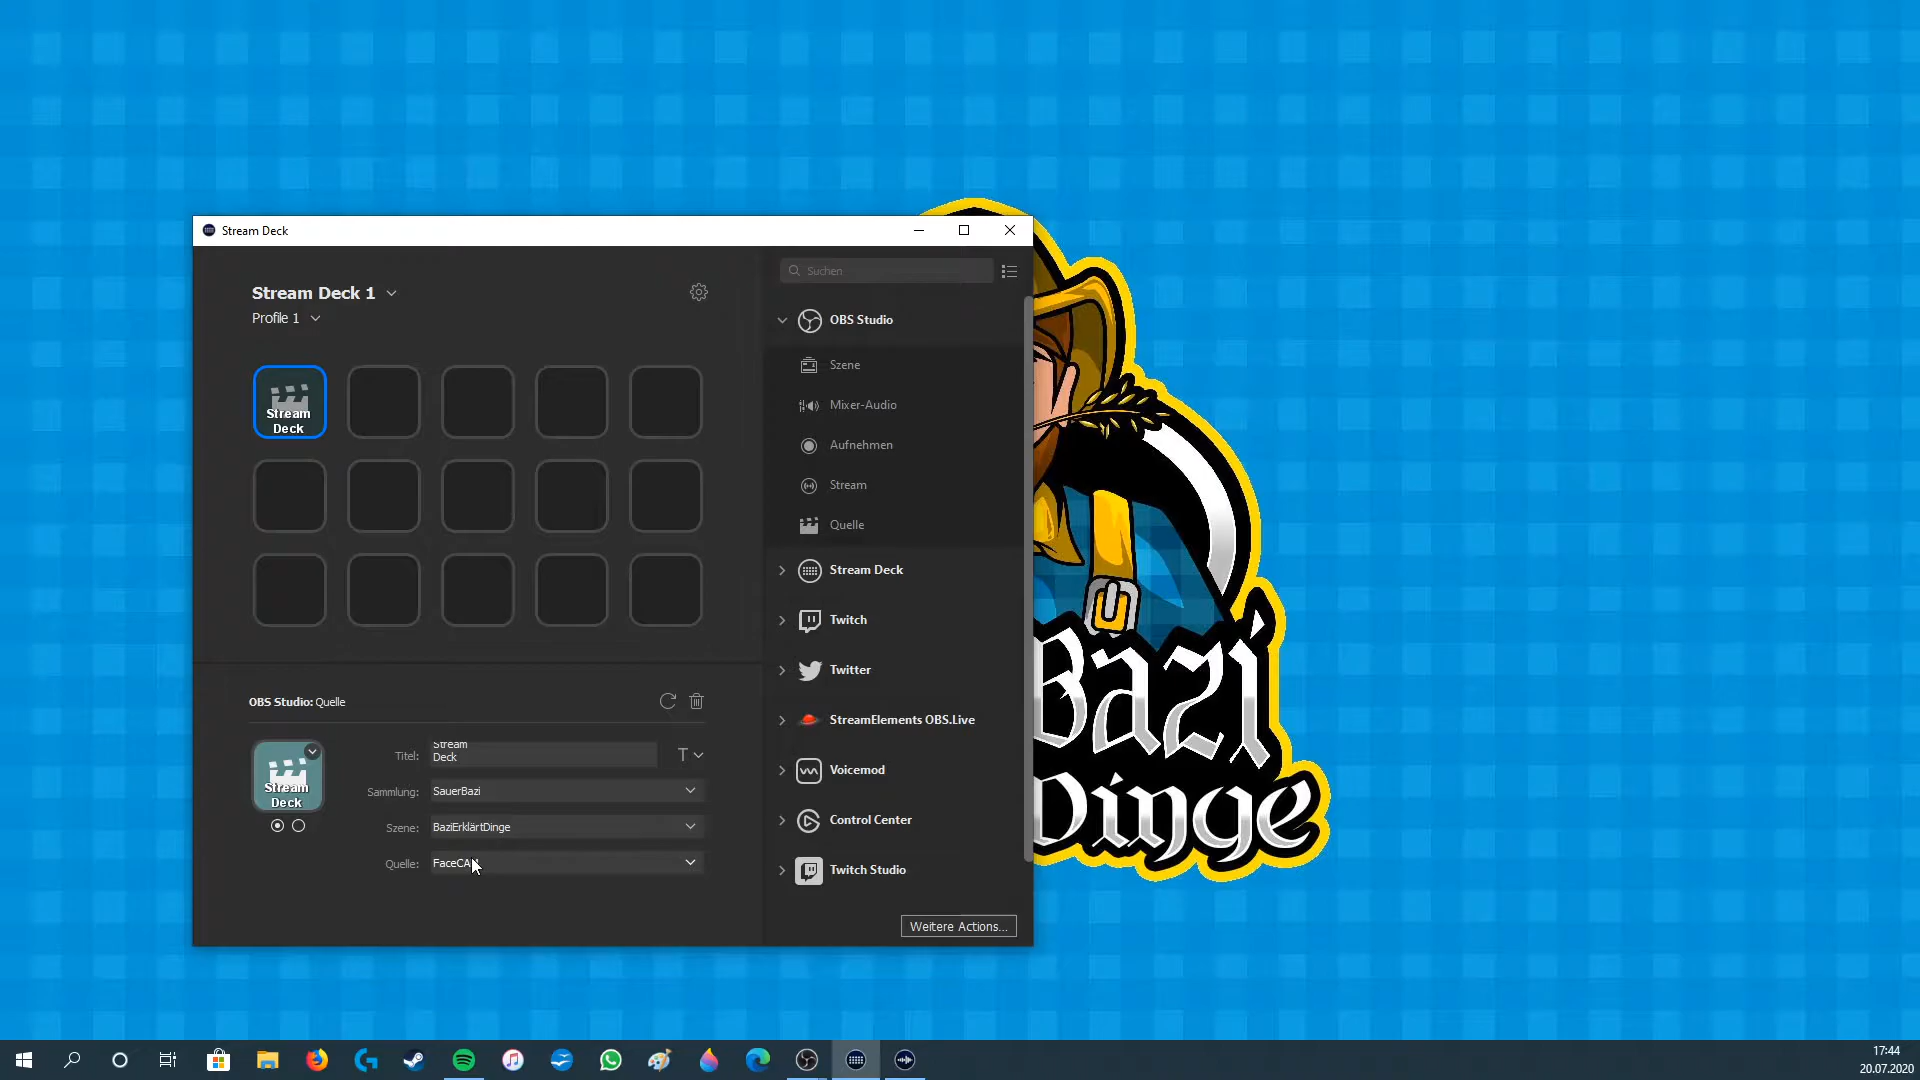 Stream Deck
Stream Deck 1
Profile 1
Stream
Deck
OBS Studio: Quelle
Stream
Deck
Titel:
Stream
Deck
T
Sammlung:
SauerBazi
Szene:
BaziErklärtDinge
Quelle:
Suchen
OBS Studio
Szene
Mixer-Audio
Aufnehmen
Stream
Quelle
Stream Deck
Twitch
Twitter
StreamElements OBS.Live
Voicemod
Control Center
Twitch Studio
Weitere Actions...
Bazi
Dinge
17:44
20.07.2020